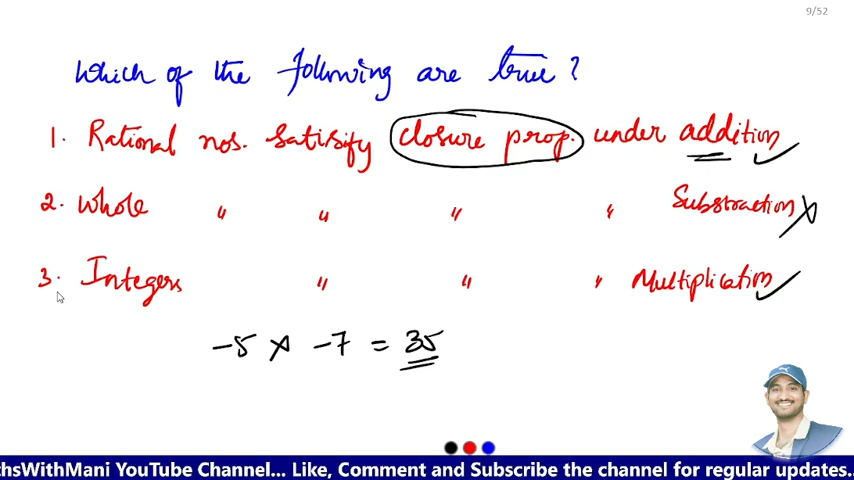 9/52
Which of the following are true?
1. Rational nos. Satisify closure prop. under addition
2. Whole " " " " Substraction
3. Integers " " " Multiplication
-5 × -7 = 35
thsWithMani YouTube Channel... Like, Comment and Subscribe the channel for regular updates..